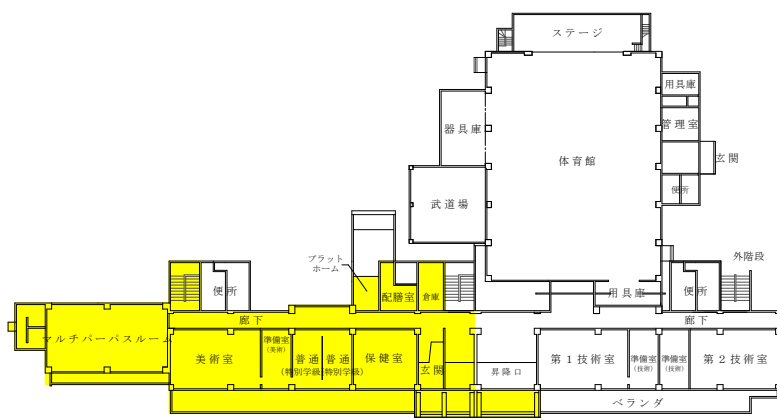 ステージ
用具庫
器具庫
管理室
体育館
玄関
便所
武道場
プラット
ホーム
外階段
便所
配膳室
倉庫
用具庫
便所
廊下
廊下
マルチパーパスルーム
美術室
準備室
(美術)
普通
(特別学級)
普通
(特別学級)
保健室
玄関
昇降口
第1技術室
準備室
(技術)
準備室
(技術)
第2技術室
ベランダ